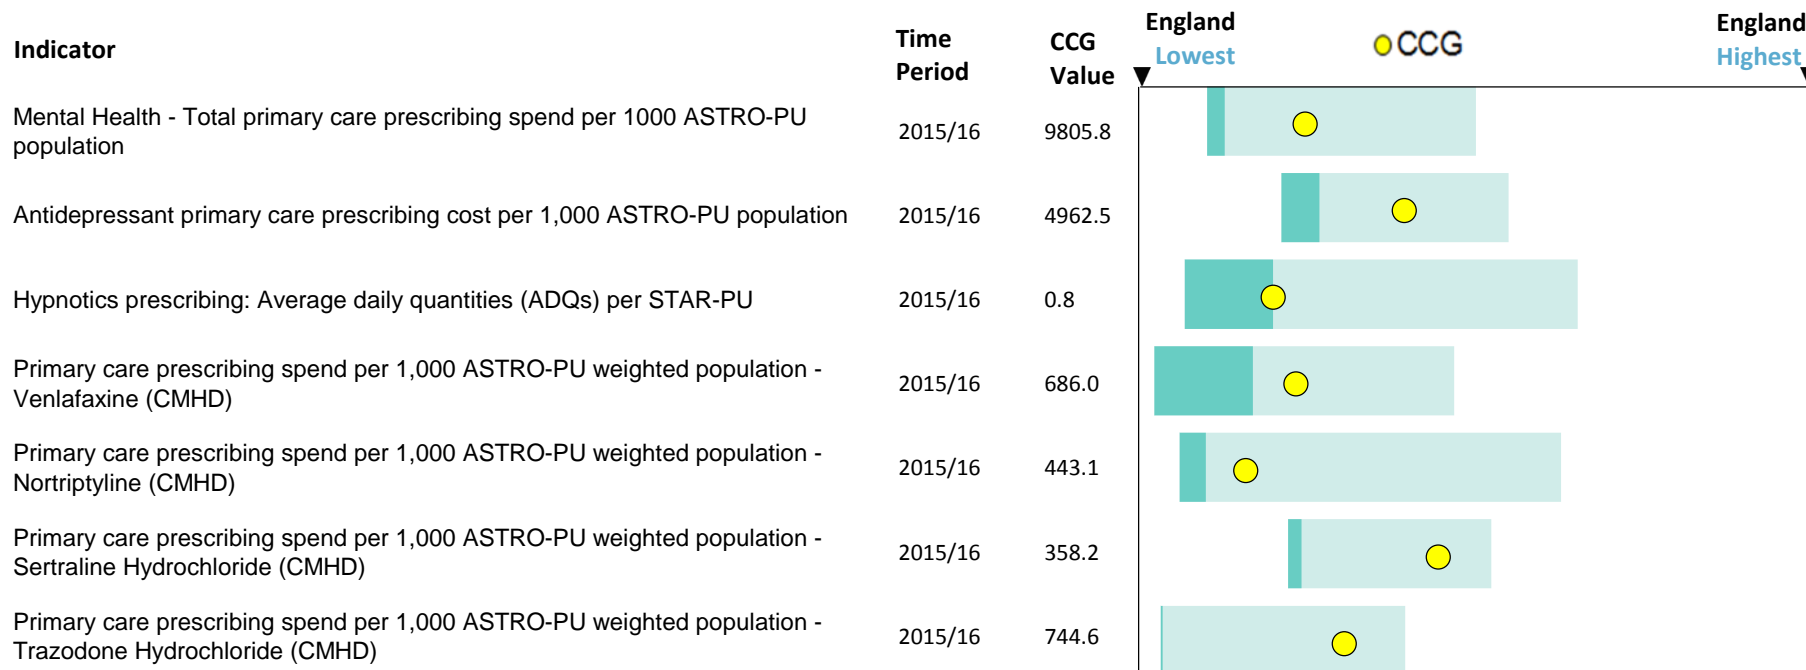 Indicator
Time Period
CCG Value
England Lowest
CCG
England Highest
Mental Health - Total primary care prescribing spend per 1000 ASTRO-PU
population
2015/16
9805.8
Antidepressant primary care prescribing cost per 1,000 ASTRO-PU population
2015/16
4962.5
Hypnotics prescribing: Average daily quantities (ADQs) per STAR-PU
2015/16
0.8
Primary care prescribing spend per 1,000 ASTRO-PU weighted population -
Venlafaxine (CMHD)
2015/16
686.0
Primary care prescribing spend per 1,000 ASTRO-PU weighted population -
Nortriptyline (CMHD)
2015/16
443.1
Primary care prescribing spend per 1,000 ASTRO-PU weighted population -
Sertraline Hydrochloride (CMHD)
2015/16
358.2
Primary care prescribing spend per 1,000 ASTRO-PU weighted population -
Trazodone Hydrochloride (CMHD)
2015/16
744.6